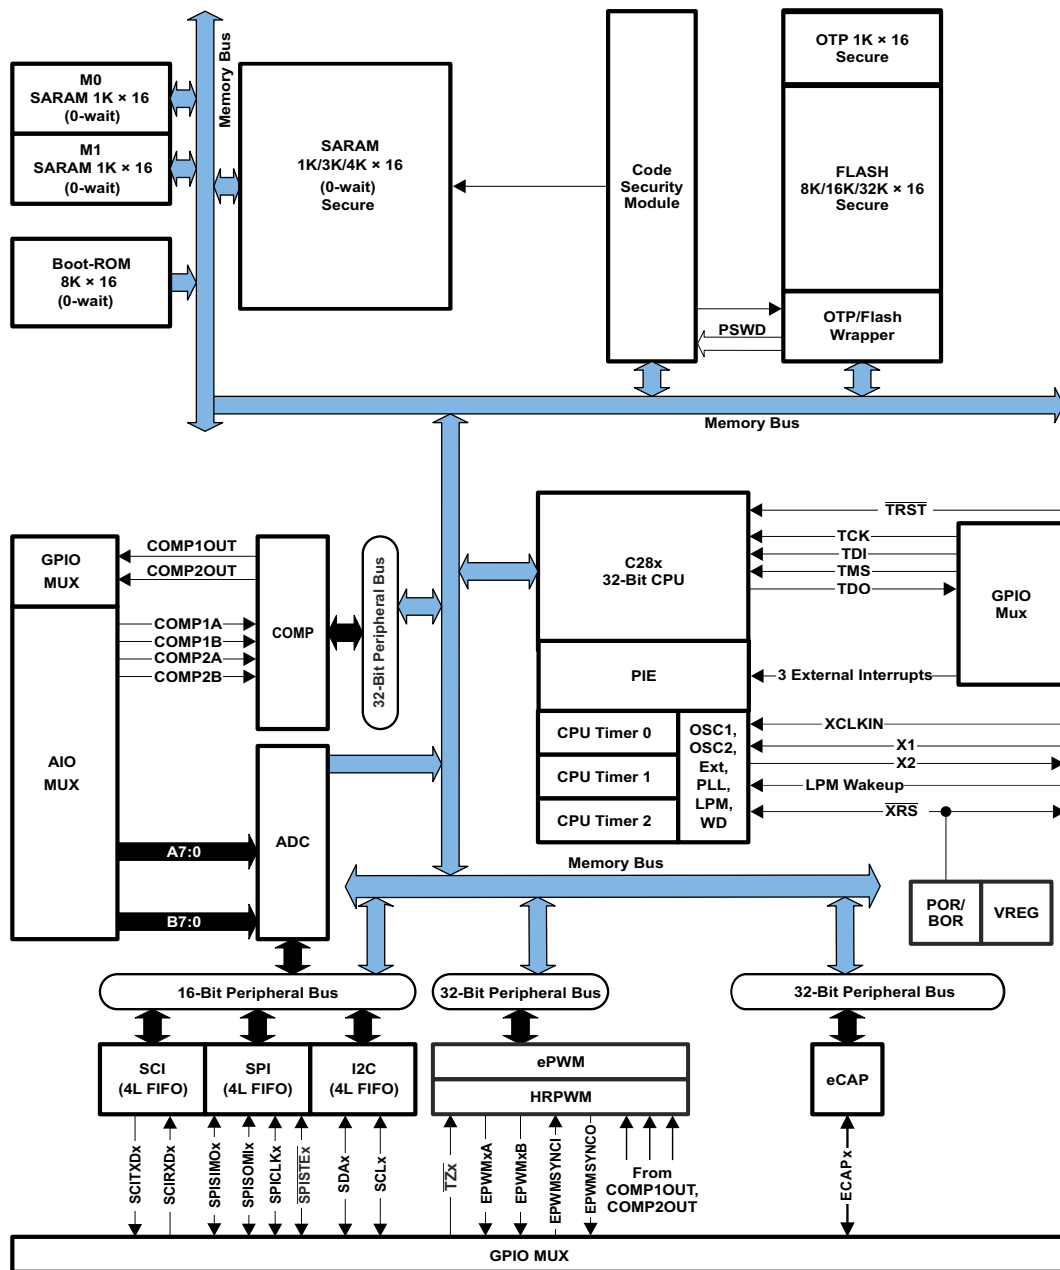 Memory Bus
M0
SARAM 1K × 16
(0-wait)
M1
SARAM 1K × 16
(0-wait)
Boot-ROM
8K × 16
(0-wait)
SARAM
1K/3K/4K × 16
(0-wait)
Secure
Code
Security
Module
OTP 1K × 16
Secure
FLASH
8K/16K/32K × 16
Secure
OTP/Flash
Wrapper
PSWD
Memory Bus
GPIO
MUX
AIO
MUX
COMP1OUT
COMP2OUT
COMP1A
COMP1B
COMP2A
COMP2B
COMP
32-Bit Peripheral Bus
ADC
A7:0
B7:0
C28x
32-Bit CPU
PIE
CPU Timer 0
CPU Timer 1
CPU Timer 2
OSC1,
OSC2,
Ext,
PLL,
LPM,
WD
TRST
TCK
TDI
TMS
TDO
GPIO
Mux
3 External Interrupts
XCLKIN
X1
X2
LPM Wakeup
XRS
POR/
BOR
VREG
Memory Bus
16-Bit Peripheral Bus
32-Bit Peripheral Bus
32-Bit Peripheral Bus
SCI
(4L FIFO)
SPI
(4L FIFO)
I2C
(4L FIFO)
ePWM
HRPWM
eCAP
SCITXDx
SCIRXDx
SPISIMOx
SPISOMIx
SPICLKx
SPISTEx
SDAx
SCLx
TZx
EPWMxA
EPWMxB
EPWMSYNCI
EPWMSYNCO
From
COMP1OUT,
COMP2OUT
ECAPx
GPIO MUX